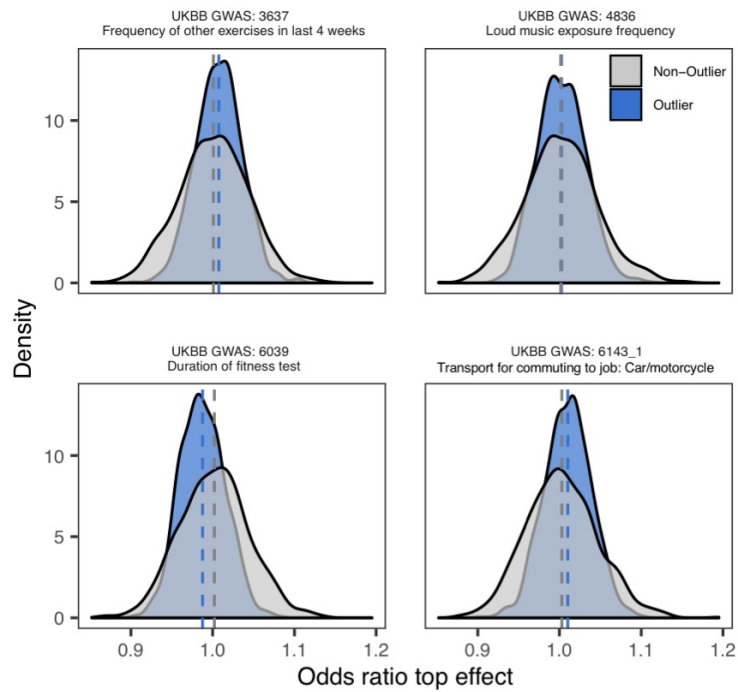 UKBB GWAS: 3637
Frequency of other exercises in last 4 weeks
UKBB GWAS: 4836
Loud music exposure frequency
Non-Outlier
Outlier
10
5
0
Density
UKBB GWAS: 6039
Duration of fitness test
UKBB GWAS: 6143_1
Transport for commuting to job: Car/motorcycle
10
5
0
0.9 1.0 1.1 1.2
0.9 1.0 1.1 1.2
Odds ratio top effect